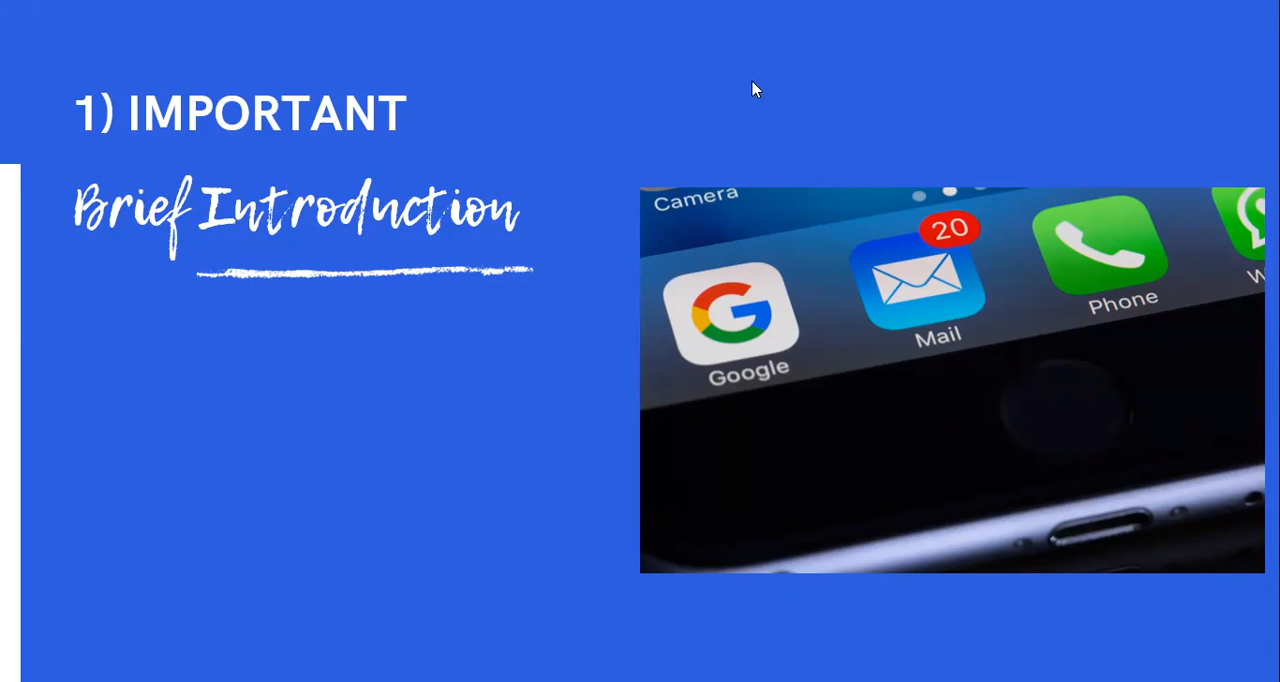 1) IMPORTANT
Brief Introduction
Camera
20
Google
Mail
Phone